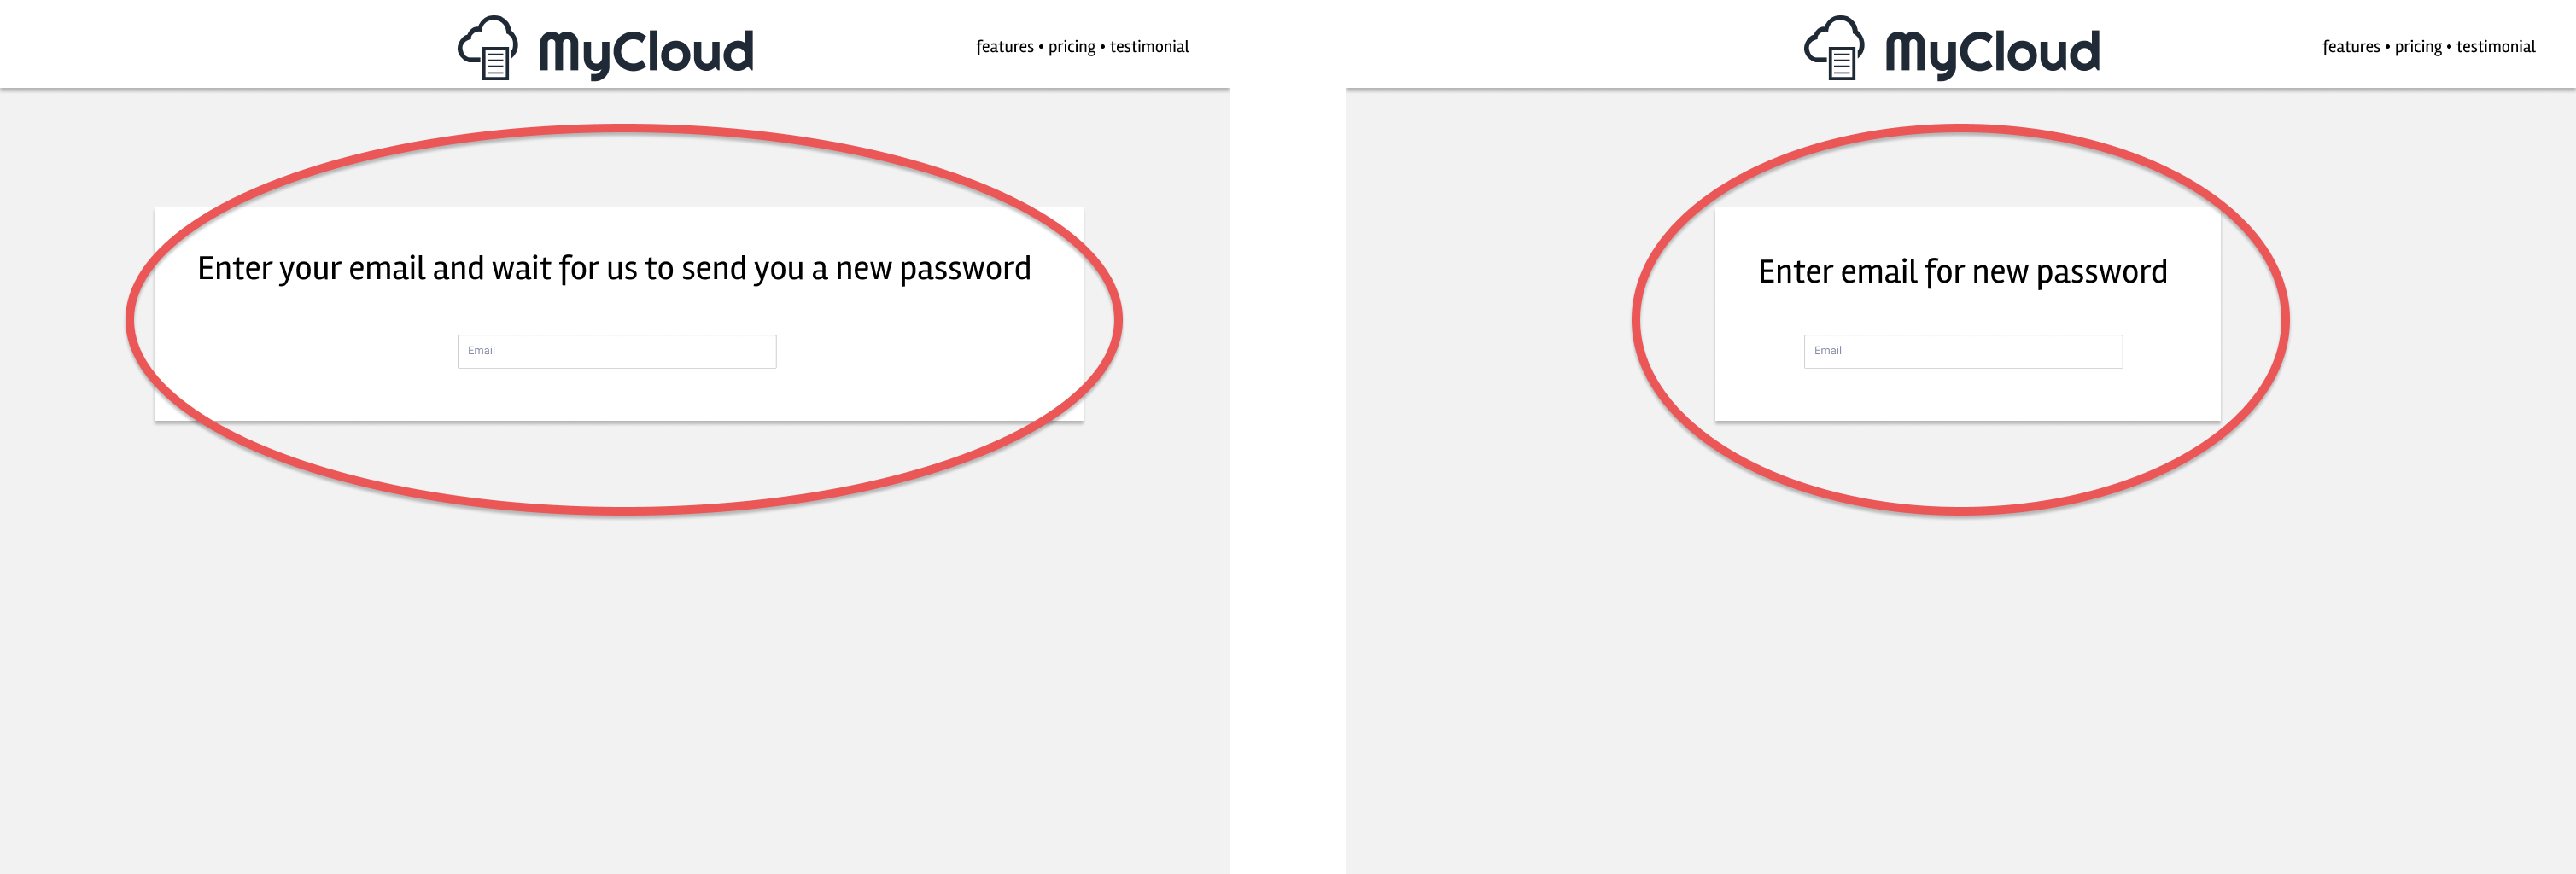 MyCloud
features • pricing • testimonial
Enter your email and wait for us to send you a new password
Email
MyCloud
features • pricing • testimonial
Enter email for new password
Email